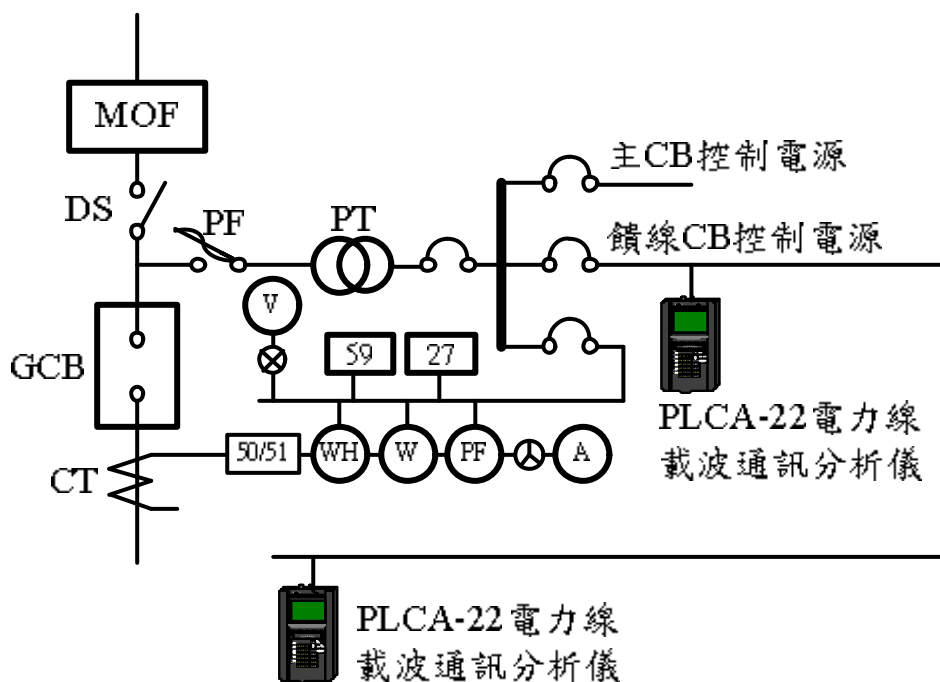 MOF
主CB控制電源
DS
PF
PT
饋線CB控制電源
V
59
27
GCB
PLCA-22電力線
載波通訊分析儀
50/51
WH
W
PF
A
CT
PLCA-22電力線
載波通訊分析儀